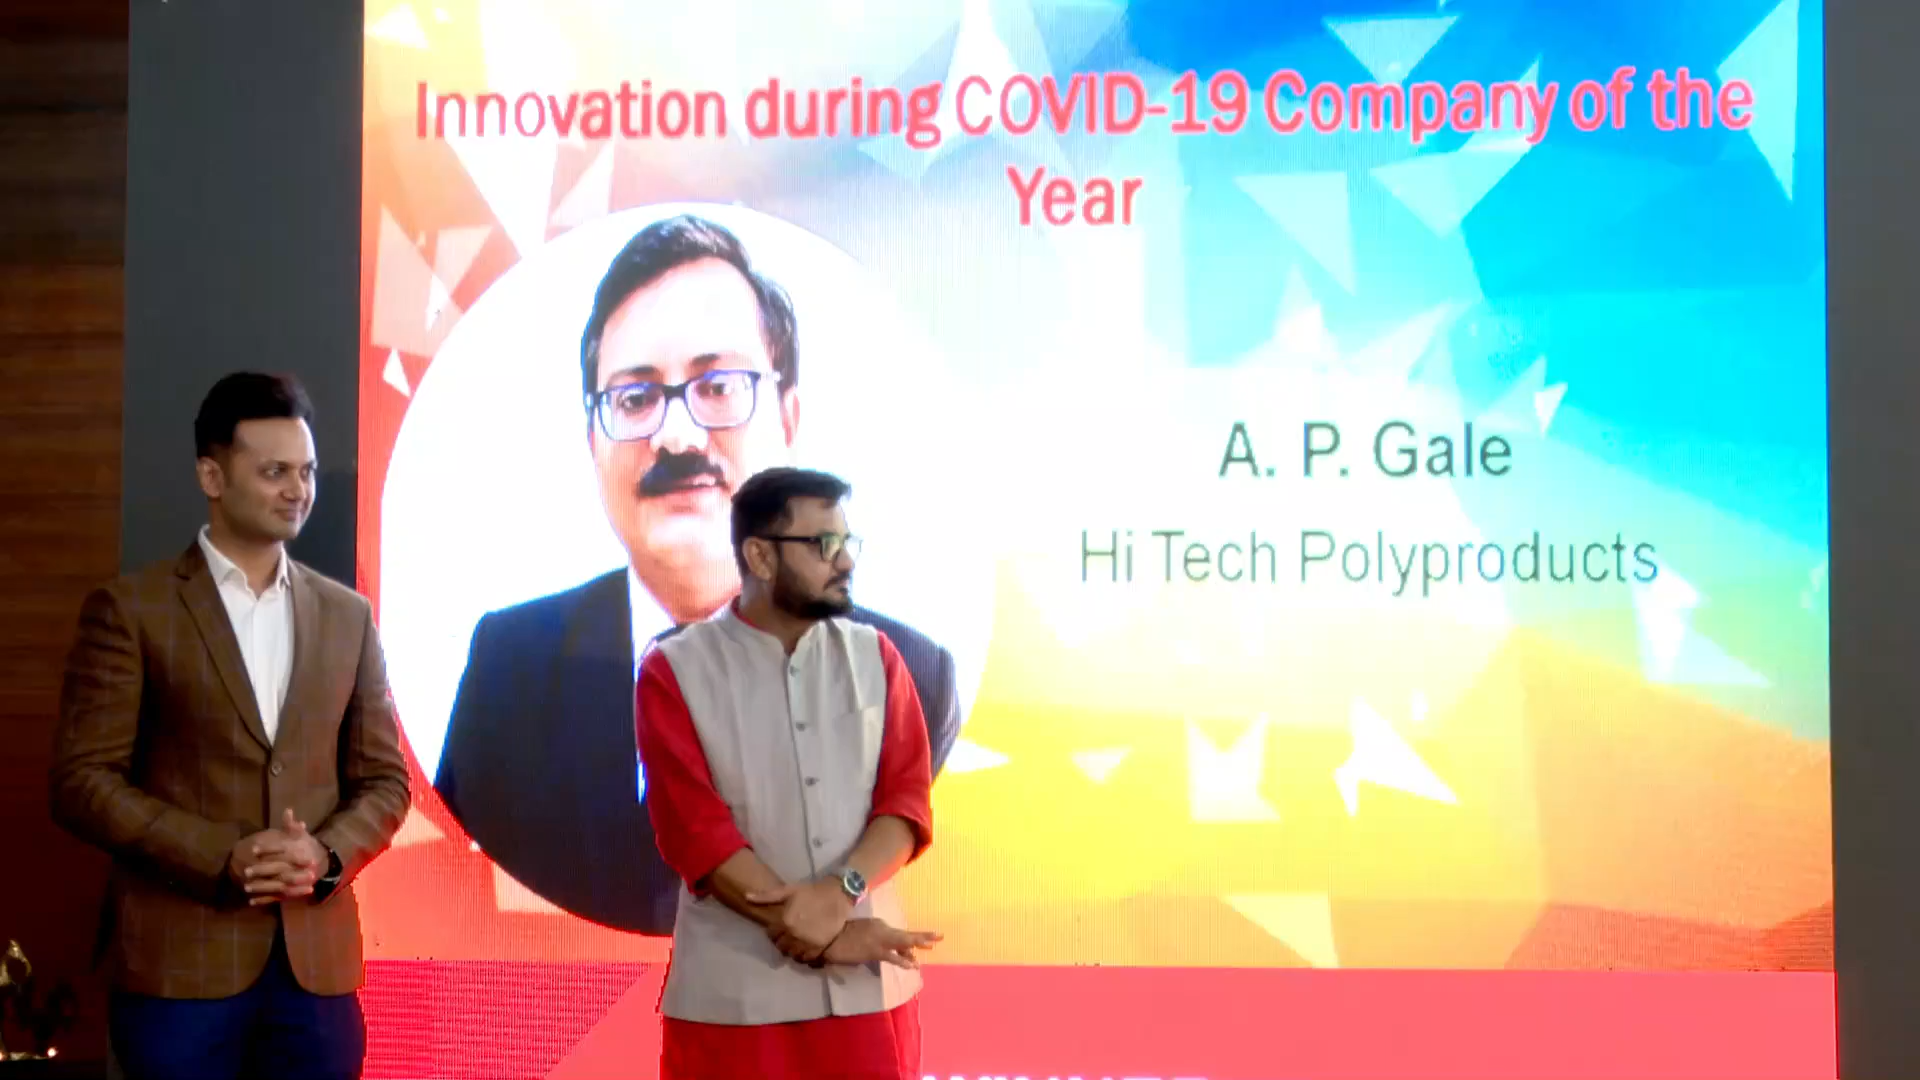 Innovation during COVID-19 Company of the
Year
A. P. Gale
Hi Tech Polyproducts